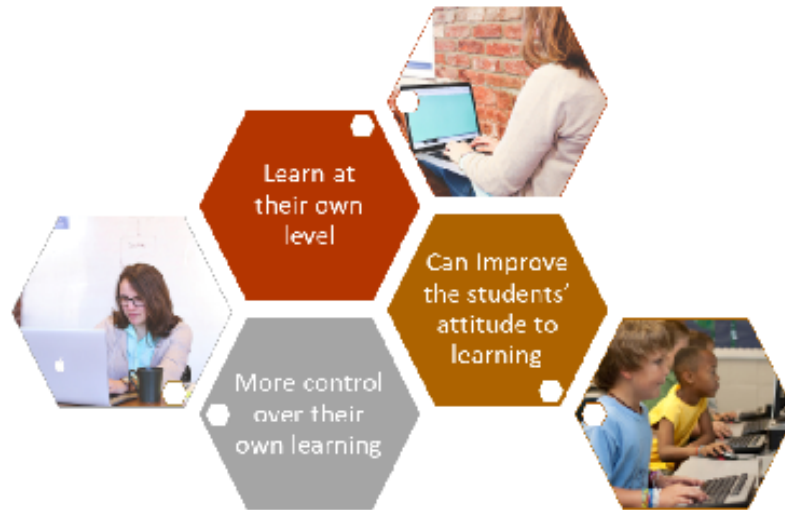 Learn at
their own
level
Can Improve
the students'
attitude to
learning
More control
over their
own learning